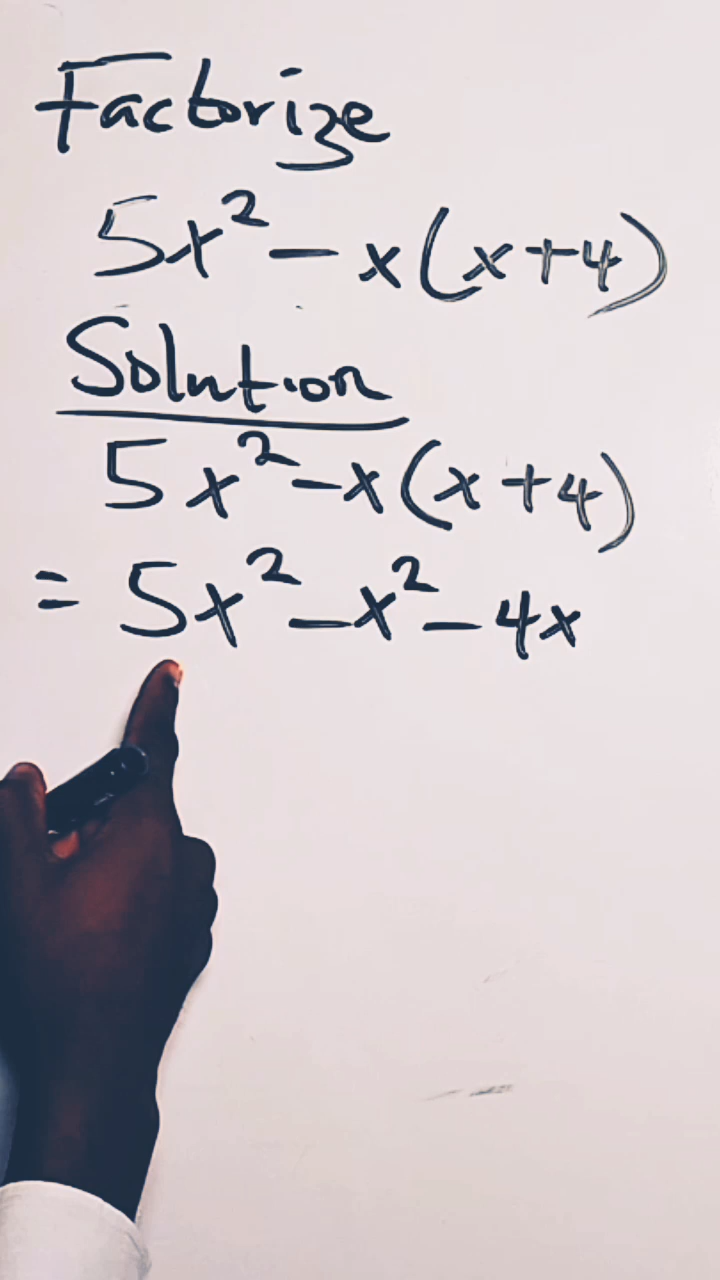 Factorize
5x² - x(x+4)
Solution
5x² - x(x+4)
= 5x² - x² - 4x